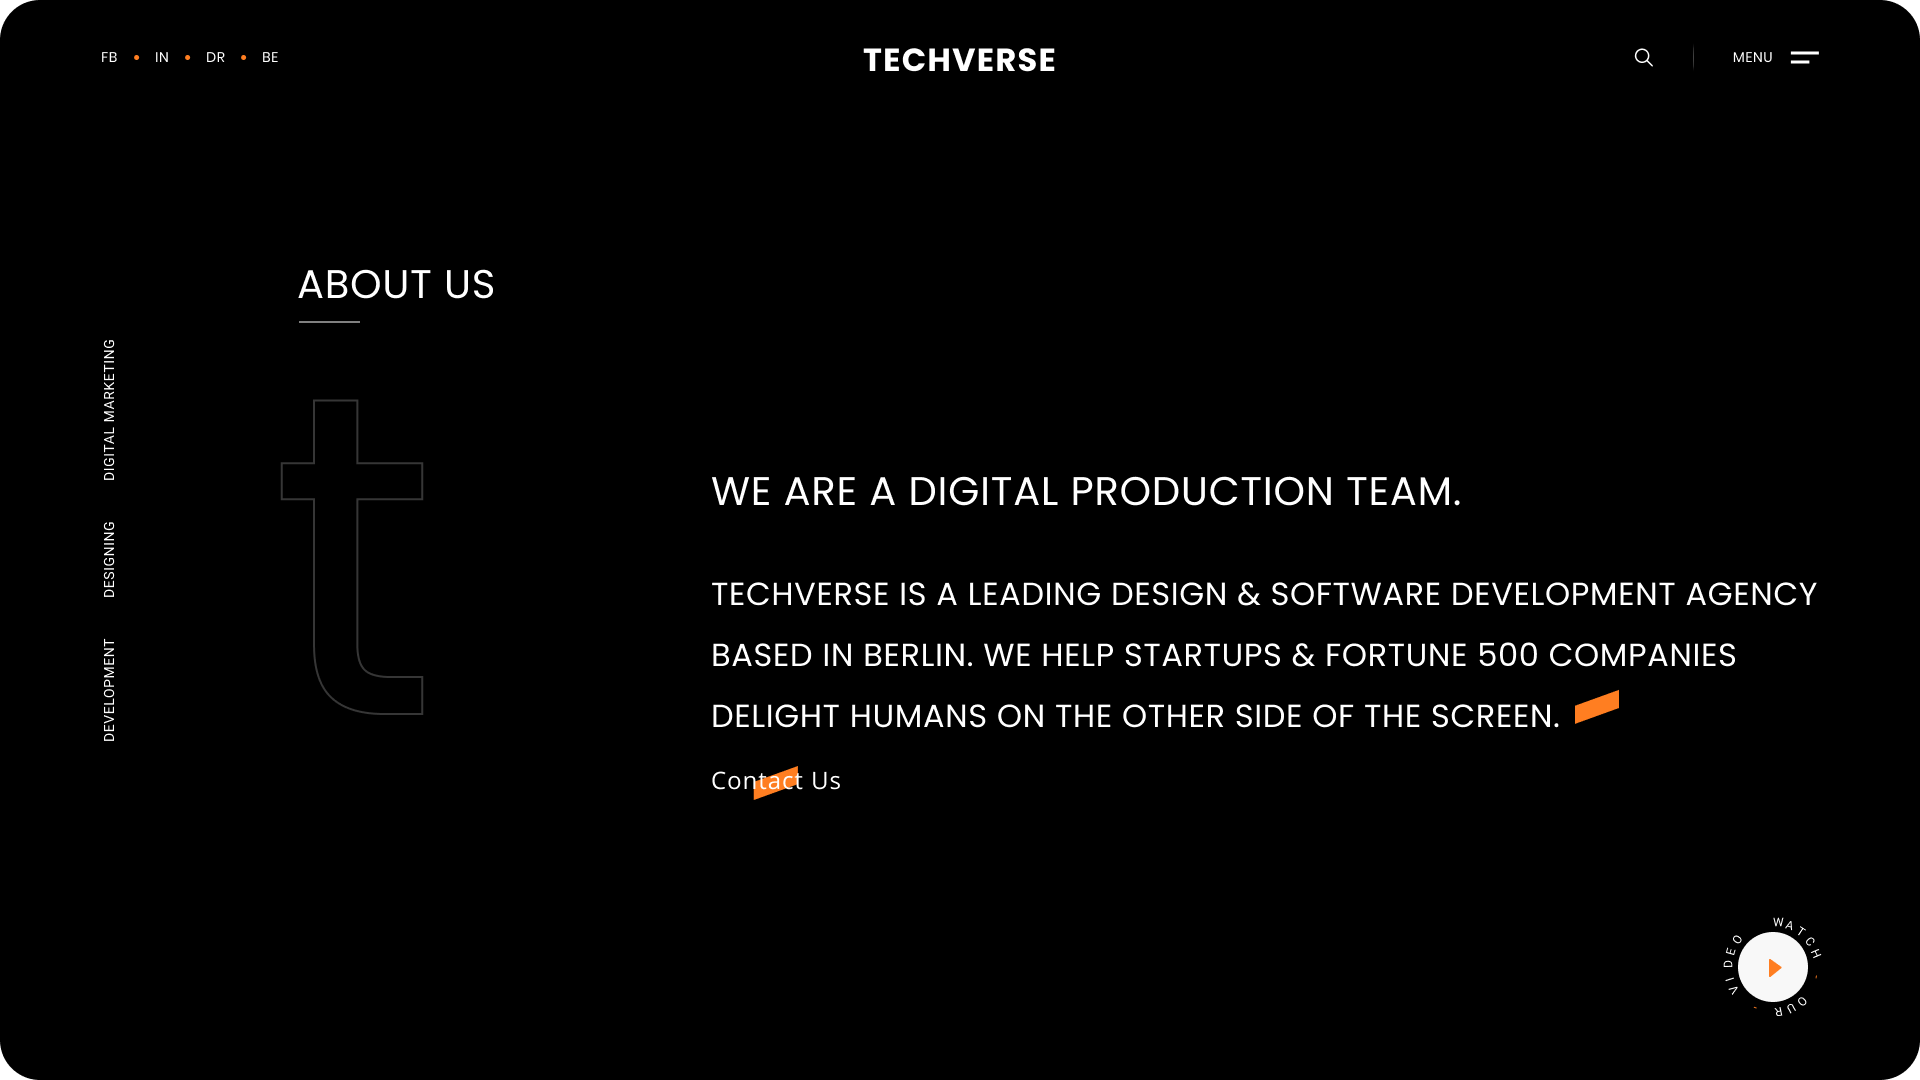 FB • IN • DR • BE
TECHVERSE
MENU
ABOUT US
DIGITAL MARKETING
DESIGNING
DEVELOPMENT
t
WE ARE A DIGITAL PRODUCTION TEAM.
TECHVERSE IS A LEADING DESIGN & SOFTWARE DEVELOPMENT AGENCY
BASED IN BERLIN. WE HELP STARTUPS & FORTUNE 500 COMPANIES
DELIGHT HUMANS ON THE OTHER SIDE OF THE SCREEN.
Contact Us
WATCH - OUR - VIDEO